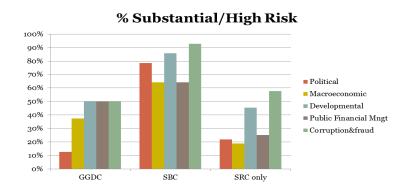 % Substantial/High Risk
100%
90%
80%
70%
60%
50%
40%
30%
20%
10%
0%
GGDC
SBC
SRC only
Political
Macroeconomic
Developmental
Public Financial Mngt
Corruption&fraud